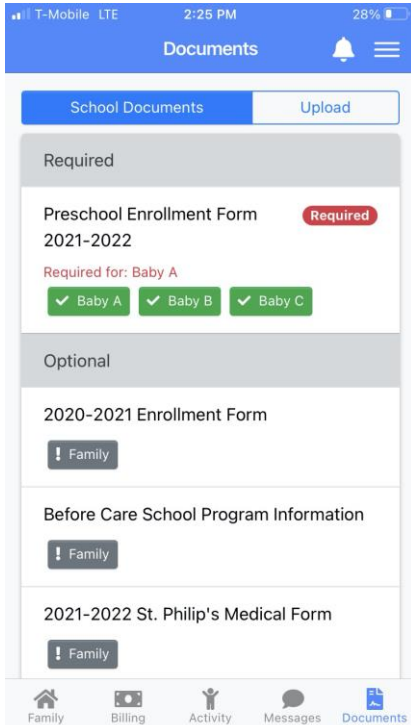 T-Mobile LTE 2:25 PM 28%
Documents
School Documents Upload
Required
Preschool Enrollment Form Required
2021-2022
Required for: Baby A
Baby A Baby B Baby C
Optional
2020-2021 Enrollment Form
! Family
Before Care School Program Information
! Family
2021-2022 St. Philip's Medical Form
! Family
Family Billing Activity Messages Documents